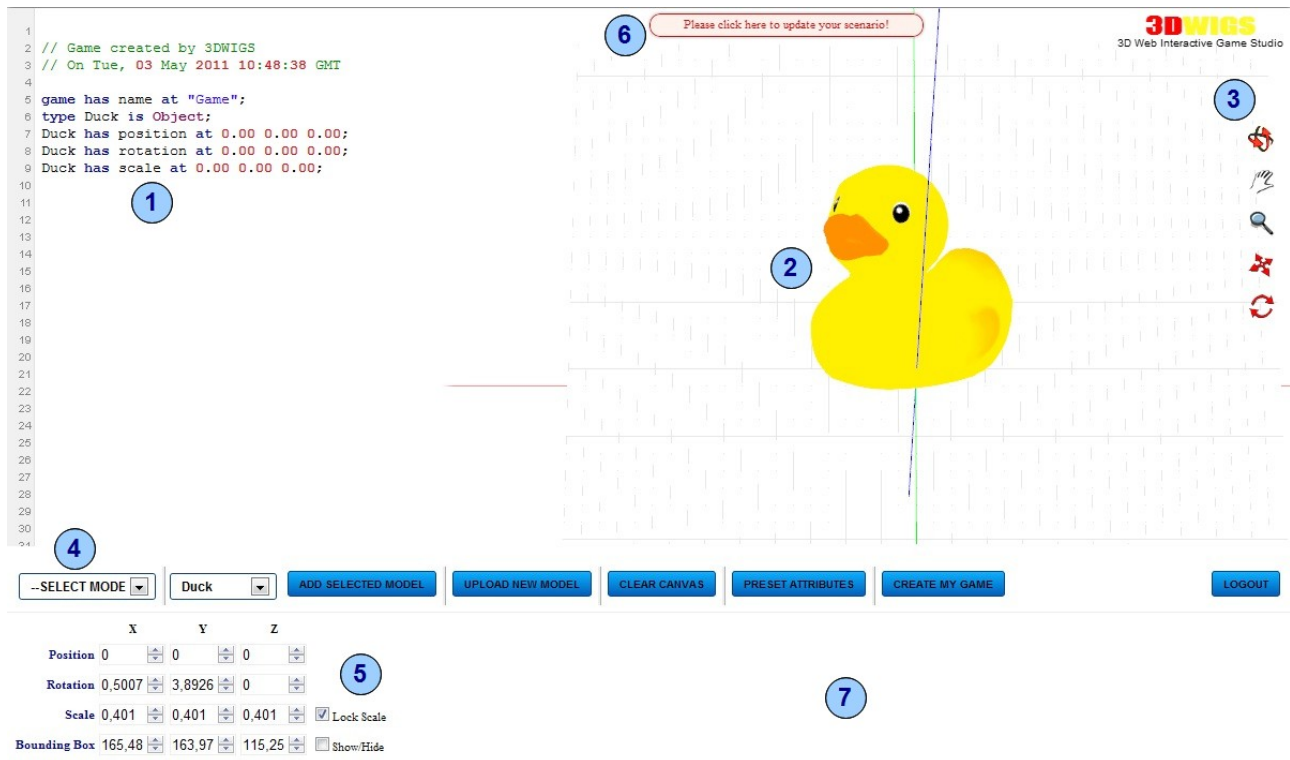 1
2 // Game created by 3DWIGS
3 // On Tue, 03 May 2011 10:48:38 GMT
4
5 game has name at "Game";
6 type Duck is Object;
7 Duck has position at 0.00 0.00 0.00;
8 Duck has rotation at 0.00 0.00 0.00;
9 Duck has scale at 0.00 0.00 0.00;
10
11
12
13
14
15
16
17
18
19
20
21
22
23
24
25
26
27
28
29
30
31
1
6
Please click here to update your scenario!
3DWIGS
3D Web Interactive Game Studio
3
2
4
--SELECT MODE
Duck
ADD SELECTED MODEL
UPLOAD NEW MODEL
CLEAR CANVAS
PRESET ATTRIBUTES
CREATE MY GAME
LOGOUT
X Y Z
Position 0 0 0
Rotation 0,5007 3,8926 0
Scale 0,401 0,401 0,401 Lock Scale
Bounding Box 165,48 163,97 115,25 Show/Hide
5
7